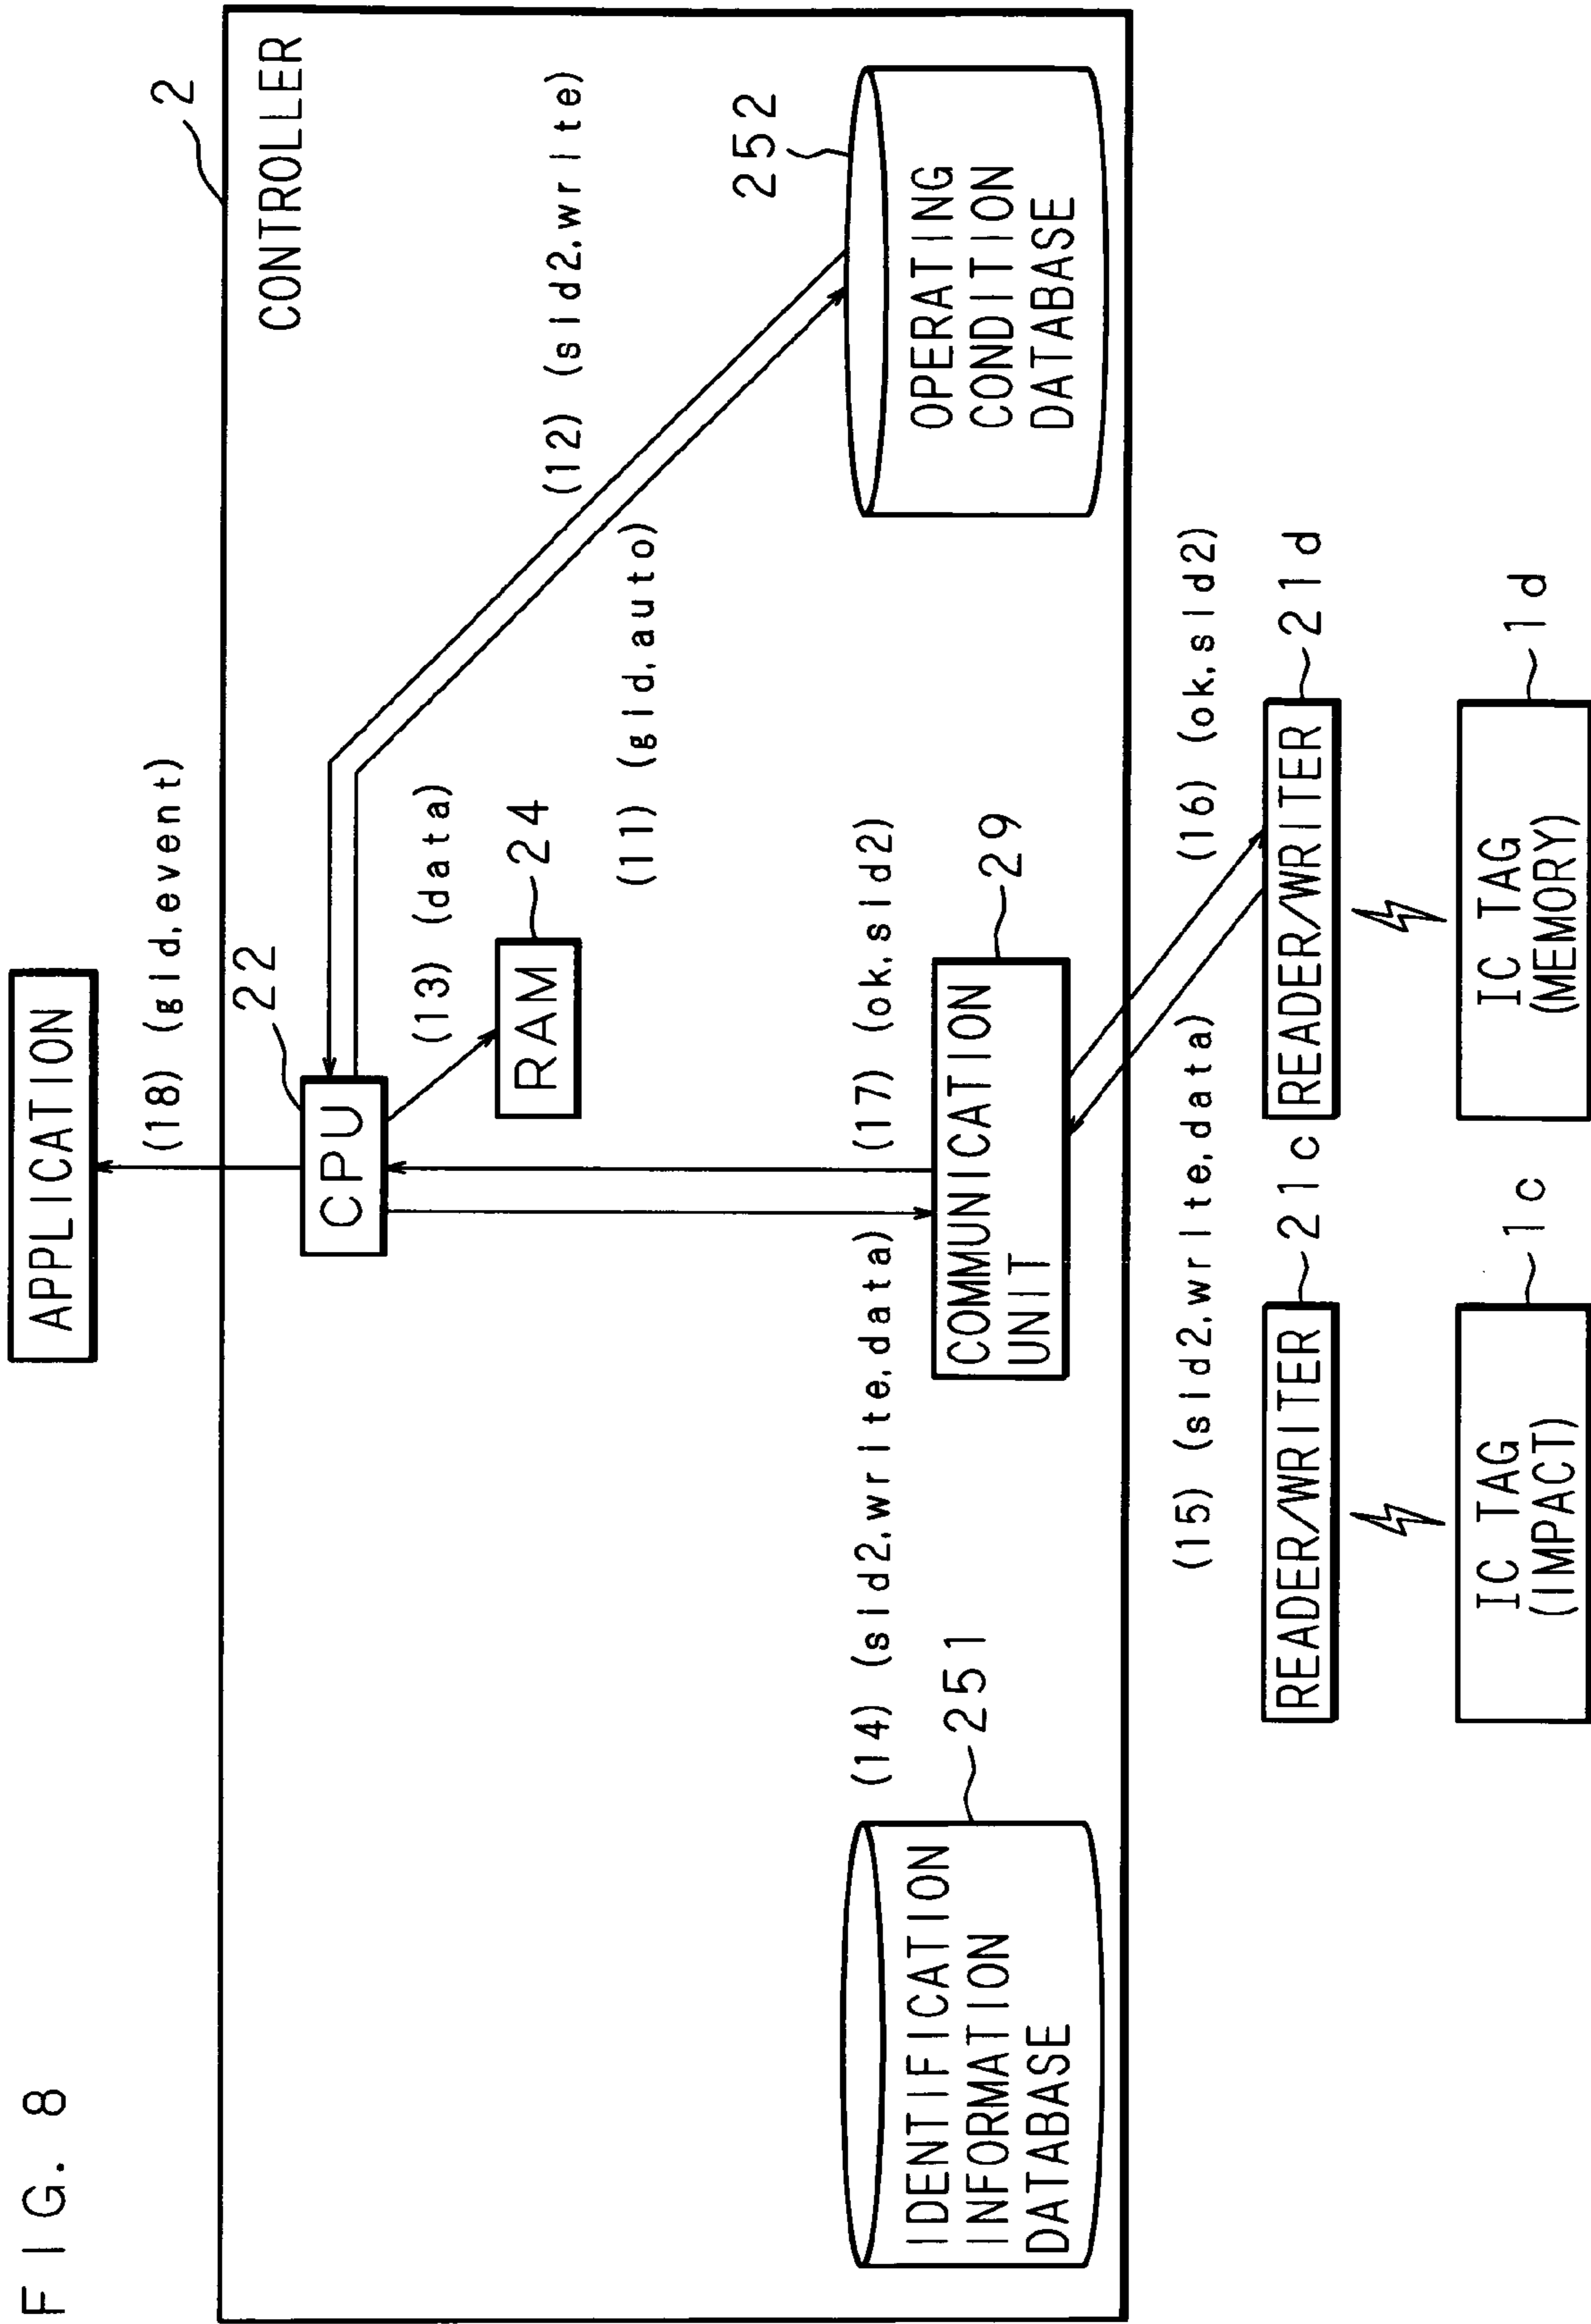 FIG. 8
APPLICATION
(18) (gid,event)
2
22
CONTROLLER
CPU
(13) (data)
24
RAM
(12) (sid2,write)
(11) (gid,auto)
252
(14) (sid2,write,data)
(17) (ok,sid2)
251
29
IDENTIFICATION
INFORMATION
DATABASE
COMMUNICATION
UNIT
OPERATING
CONDITION
DATABASE
(15) (sid2,write,data)
(16) (ok,sid2)
READER/WRITER
21c
READER/WRITER
21d
IC TAG
(IMPACT)
1c
IC TAG
(MEMORY)
1d